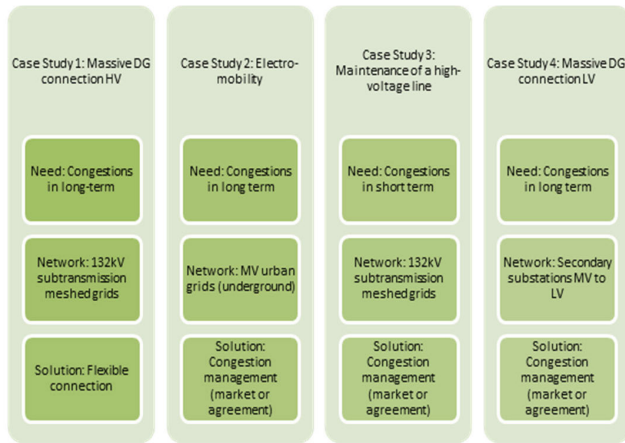 Case Study 1: Massive DG
connection HV
Need: Congestions
in long-term
Network: 132kV
subtransmission
meshed grids
Solution: Flexible
connection
Case Study 2: Electro-
mobility
Need: Congestions
in long term
Network: MV urban
grids (underground)
Solution:
Congestion
management
(market or
agreement)
Case Study 3:
Maintenance of a high-
voltage line
Need: Congestions
in short term
Network: 132kV
subtransmission
meshed grids
Solution:
Congestion
management
(market or
agreement)
Case Study 4: Massive DG
connection LV
Need: Congestions
in long term
Network: Secondary
substations MV to
LV
Solution:
Congestion
management
(market or
agreement)